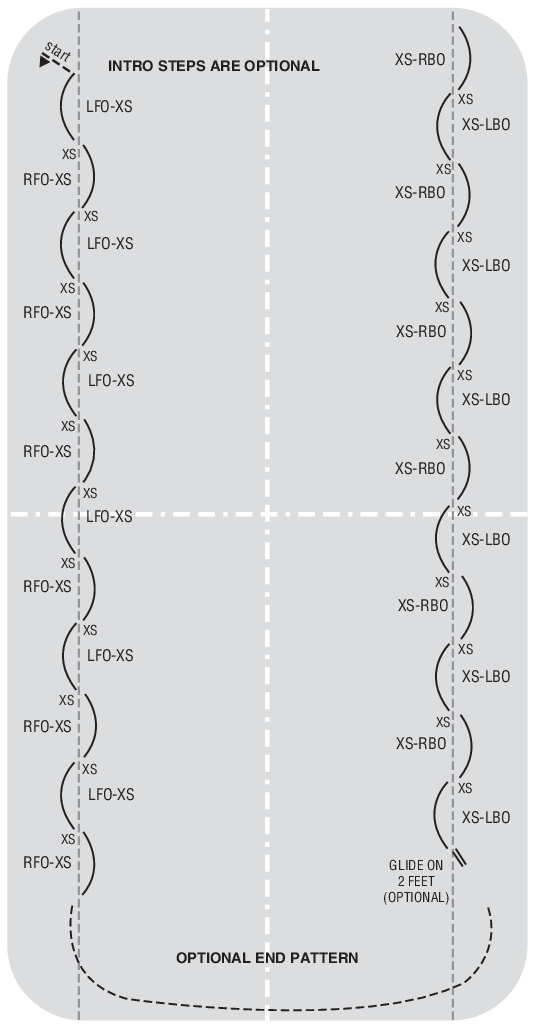 start
INTRO STEPS ARE OPTIONAL
LFO-XS
XS
RFO-XS
XS
LFO-XS
XS
RFO-XS
XS
LFO-XS
XS
RFO-XS
XS
LFO-XS
XS
RFO-XS
XS
LFO-XS
XS
RFO-XS
XS
LFO-XS
XS
RFO-XS
XS-RBO
XS
XS-LBO
XS
XS-RBO
XS
XS-LBO
XS
XS-RBO
XS
XS-LBO
XS
XS-RBO
XS
XS-LBO
XS
XS-RBO
XS
XS-LBO
XS
XS-RBO
XS
XS-LBO
GLIDE ON
2 FEET
(OPTIONAL)
OPTIONAL END PATTERN